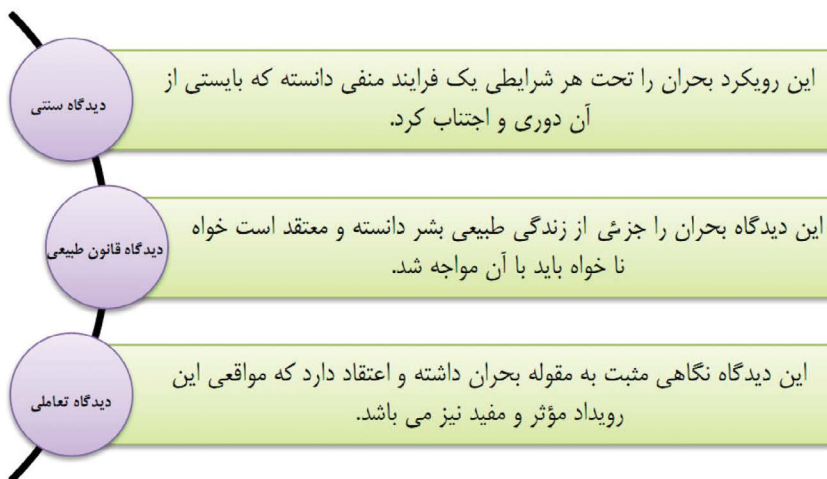 دیدگاه سنتی
این رویکرد بحران را تحت هر شرایطی یک فرایند منفی دانسته که بایستی از
آن دوری و اجتناب کرد.
دیدگاه قانون طبیعی
این دیدگاه بحران را جزئی از زندگی طبیعی بشر دانسته و معتقد است خواه
نا خواه باید با آن مواجه شد.
دیدگاه تعاملی
این دیدگاه نگاهی مثبت به مقوله بحران داشته و اعتقاد دارد که مواقعی این
رویداد مؤثر و مفید نیز می باشد.